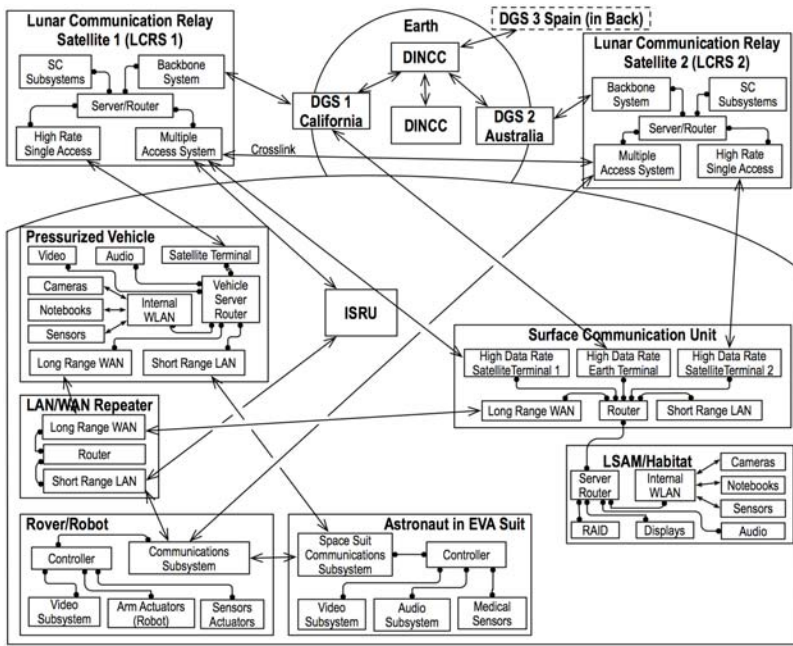 Lunar Communication Relay
Satellite 1 (LCRS 1)
SC
Subsystems
Backbone
System
Server/Router
High Rate
Single Access
Multiple
Access System
Earth
DGS 3 Spain (in Back)
DINCC
DGS 1
California
DINCC
DGS 2
Australia
Lunar Communication Relay
Satellite 2 (LCRS 2)
Backbone
System
SC
Subsystems
Server/Router
Multiple
Access System
High Rate
Single Access
Crosslink
Pressurized Vehicle
Video
Audio
Satellite Terminal
Cameras
Notebooks
Sensors
Internal
WLAN
Vehicle
Server
Router
Long Range WAN
Short Range LAN
ISRU
Surface Communication Unit
High Data Rate
SatelliteTerminal 1
High Data Rate
Earth Terminal
High Data Rate
SatelliteTerminal 2
Long Range WAN
Router
Short Range LAN
LAN/WAN Repeater
Long Range WAN
Router
Short Range LAN
LSAM/Habitat
Server
Router
Internal
WLAN
Cameras
Notebooks
Sensors
RAID
Displays
Audio
Rover/Robot
Controller
Communications
Subsystem
Video
Subsystem
Arm Actuators
(Robot)
Sensors
Actuators
Astronaut in EVA Suit
Space Suit
Communications
Subsystem
Controller
Video
Subsystem
Audio
Subsystem
Medical
Sensors